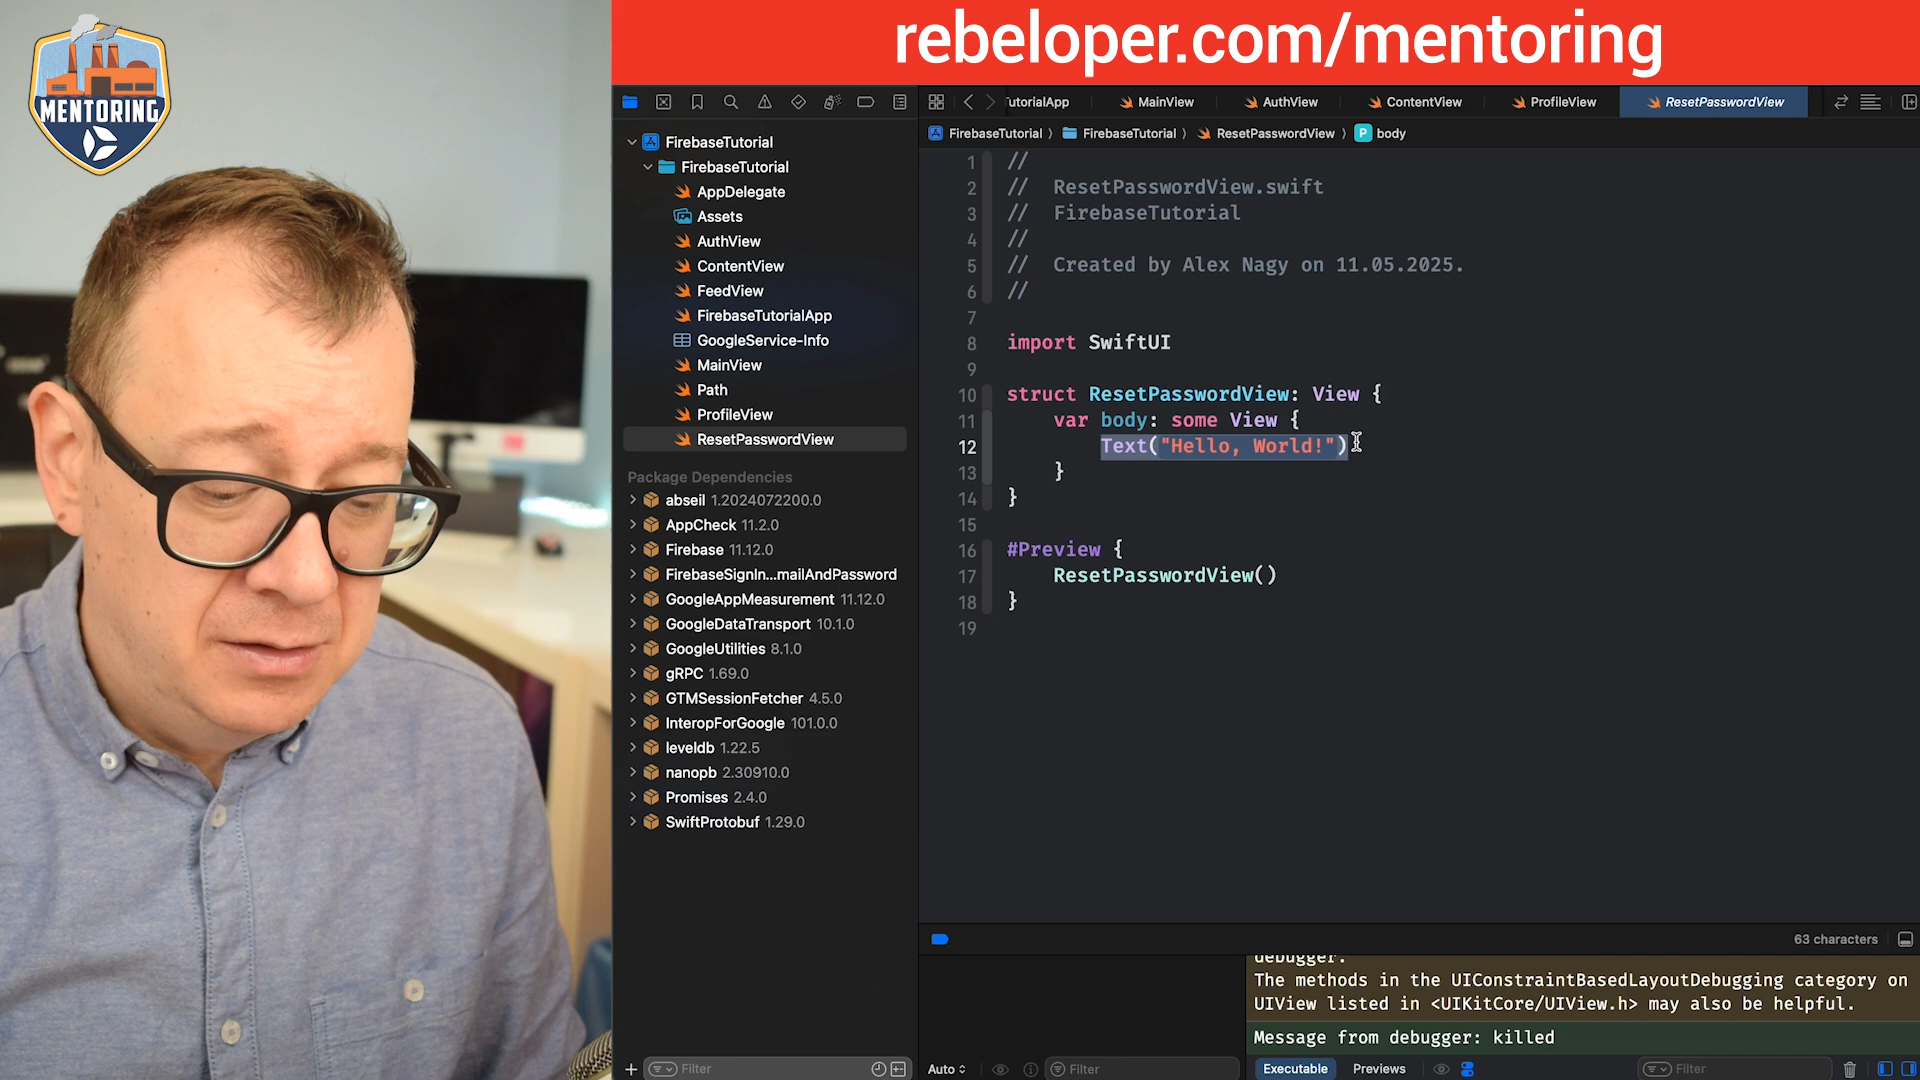 MENTORING
rebeloper.com/mentoring
utorialApp
MainView
AuthView
ContentView
ProfileView
ResetPasswordView
FirebaseTutorial
FirebaseTutorial
ResetPasswordView
P body
FirebaseTutorial
FirebaseTutorial
AppDelegate
Assets
AuthView
ContentView
FeedView
FirebaseTutorialApp
GoogleService-Info
MainView
Path
ProfileView
ResetPasswordView
Package Dependencies
abseil 1.2024072200.0
AppCheck 11.2.0
Firebase 11.12.0
FirebaseSignIn...mailAndPassword
GoogleAppMeasurement 11.12.0
GoogleDataTransport 10.1.0
GoogleUtilities 8.1.0
gRPC 1.69.0
GTMSessionFetcher 4.5.0
InteropForGoogle 101.0.0
leveldb 1.22.5
nanopb 2.30910.0
Promises 2.4.0
SwiftProtobuf 1.29.0
Filter
1 //
2 // ResetPasswordView.swift
3 // FirebaseTutorial
4 //
5 // Created by Alex Nagy on 11.05.2025.
6 //
7
8 import SwiftUI
9
10 struct ResetPasswordView: View {
11 var body: some View {
12 Text("Hello, World!")
13 }
14 }
15
16 #Preview {
17 ResetPasswordView()
18 }
19
63 characters
debugger.
The methods in the UIConstraintBasedLayoutDebugging category on
UIView listed in <UIKitCore/UIView.h> may also be helpful.
Message from debugger: killed
Auto
Filter
Executable
Previews
Filter